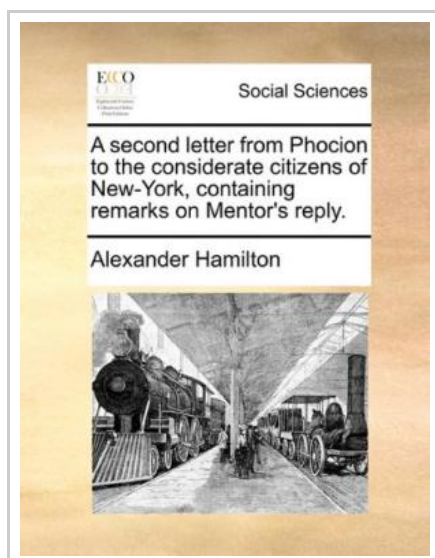 ECCO
Social Sciences
A second letter from Phocion
to the considerate citizens of
New-York, containing
remarks on Mentor's reply.
Alexander Hamilton